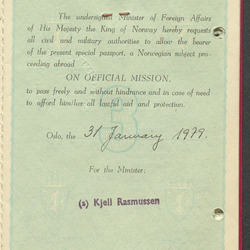 The undersigned Minister of Foreign Affairs
of His Majesty the King of Norway hereby requests
all civil and military authorities to allow the bearer
of the present special passport, a Norwegian subject pro-
ceeding abroad
ON OFFICIAL MISSION,
to pass freely and without hindrance and in case of need
to afford him/her all lawful aid and protection.
Oslo, the 31 January 1979.
For the Minister:
(s) Kjell Rasmussen